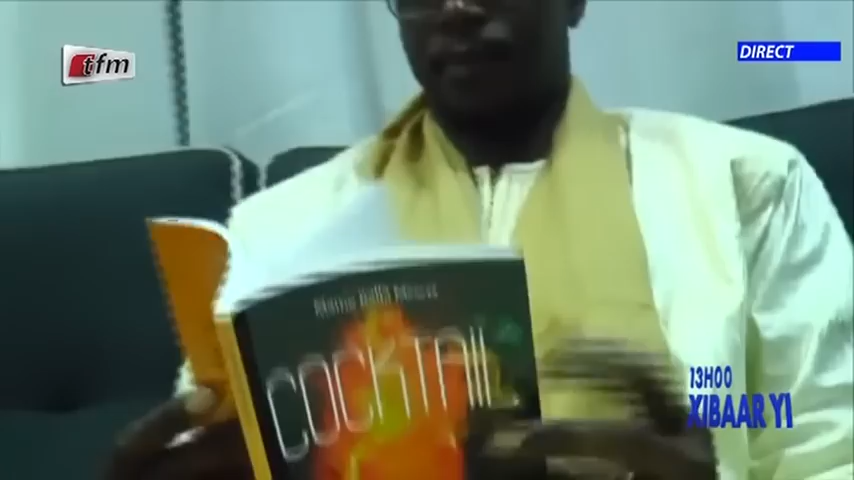 tfm
DIRECT
COCKTAIL
13H00
XIBAAR YI